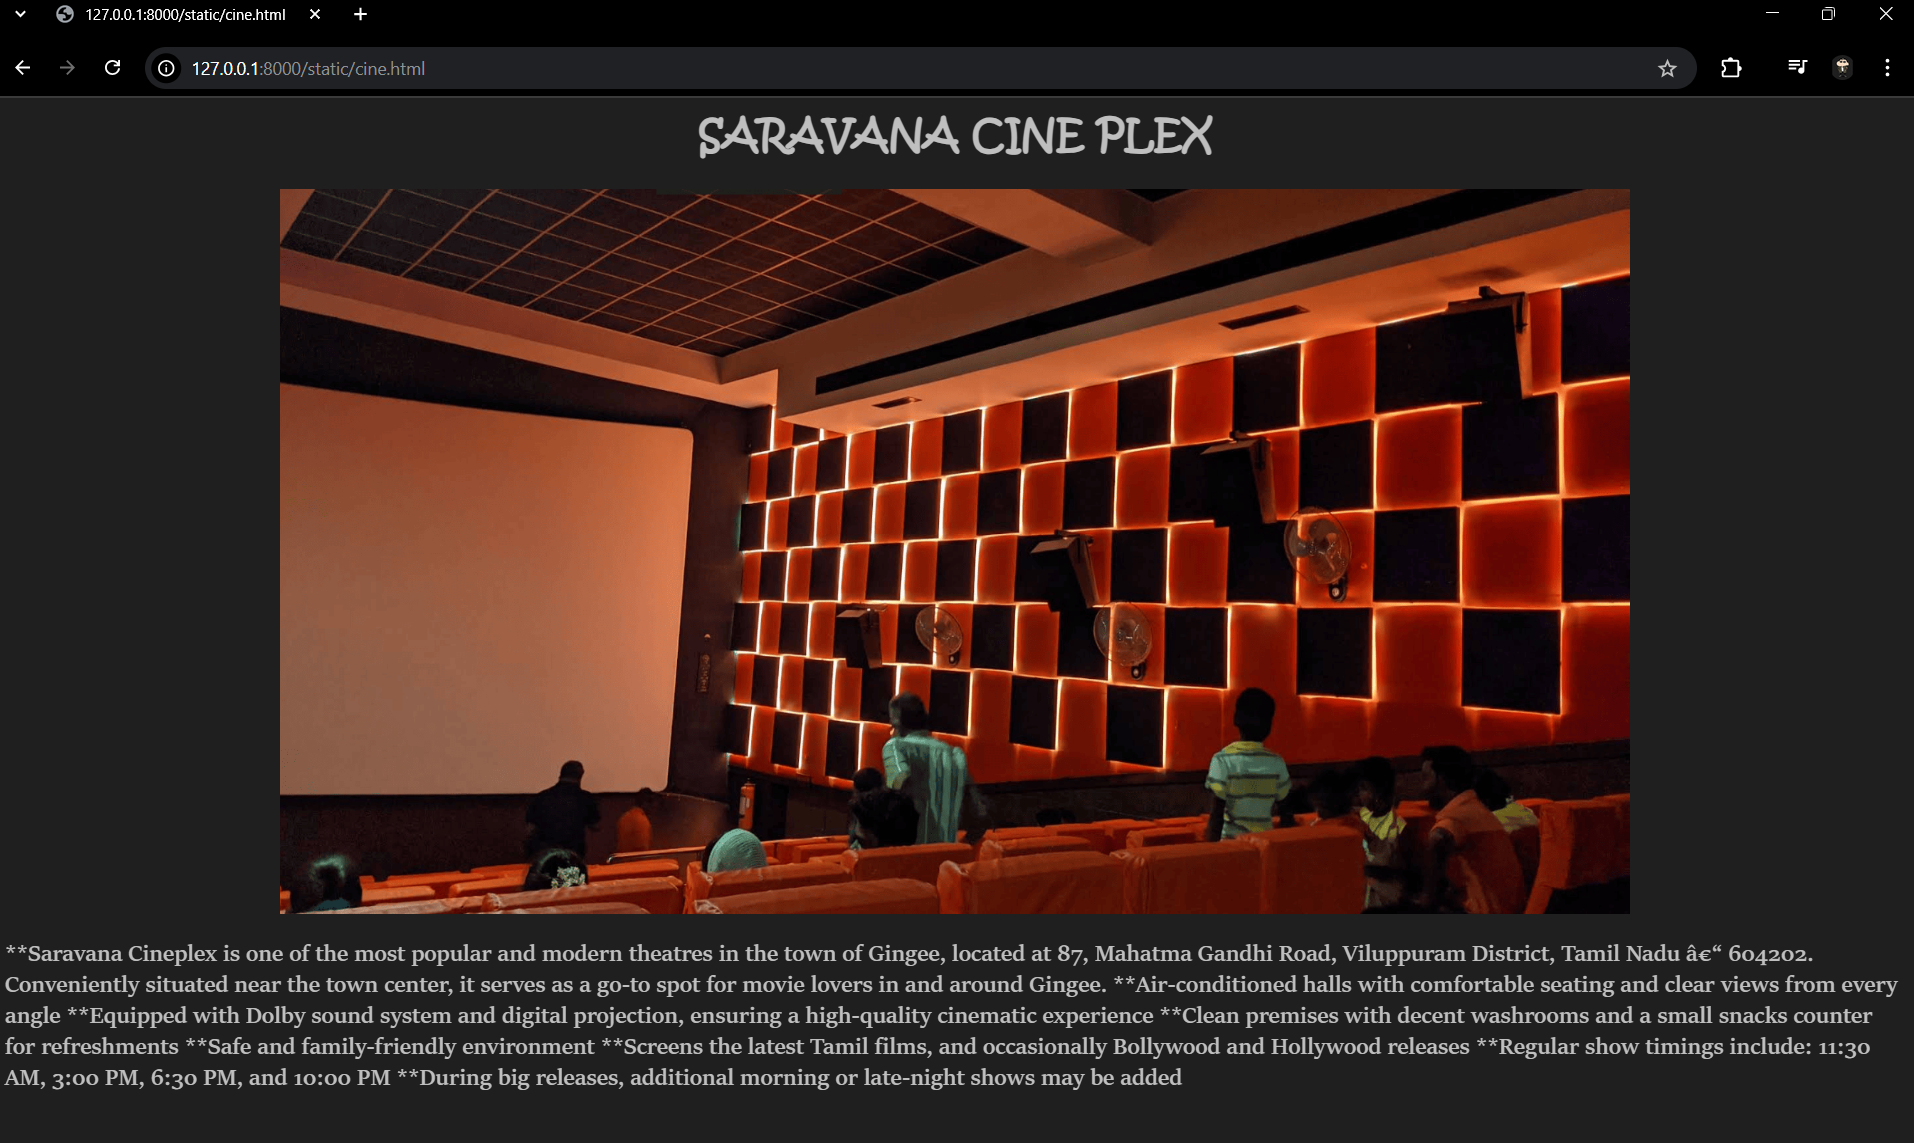 127.0.0.1:8000/static/cine.html
127.0.0.1:8000/static/cine.html
SARAVANA CINE PLEX
**Saravana Cineplex is one of the most popular and modern theatres in the town of Gingee, located at 87, Mahatma Gandhi Road, Viluppuram District, Tamil Nadu â€“ 604202.
Conveniently situated near the town center, it serves as a go-to spot for movie lovers in and around Gingee. **Air-conditioned halls with comfortable seating and clear views from every
angle **Equipped with Dolby sound system and digital projection, ensuring a high-quality cinematic experience **Clean premises with decent washrooms and a small snacks counter
for refreshments **Safe and family-friendly environment **Screens the latest Tamil films, and occasionally Bollywood and Hollywood releases **Regular show timings include: 11:30
AM, 3:00 PM, 6:30 PM, and 10:00 PM **During big releases, additional morning or late-night shows may be added